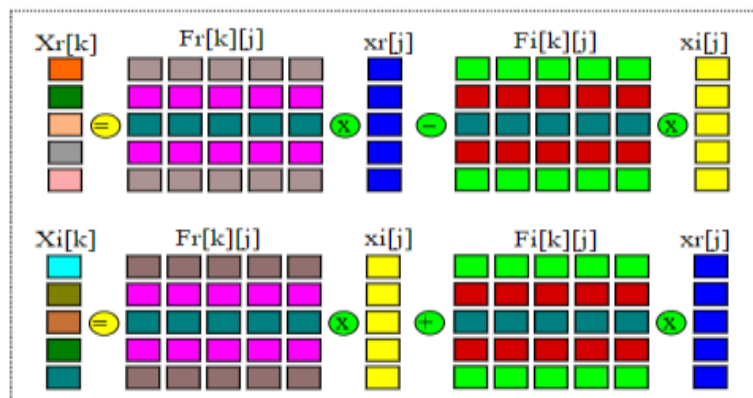 Xr[k] Fr[k][j] xr[j] Fi[k][j] xi[j]
= x - x
Xi[k] Fr[k][j] xi[j] Fi[k][j] xr[j]
= x + x